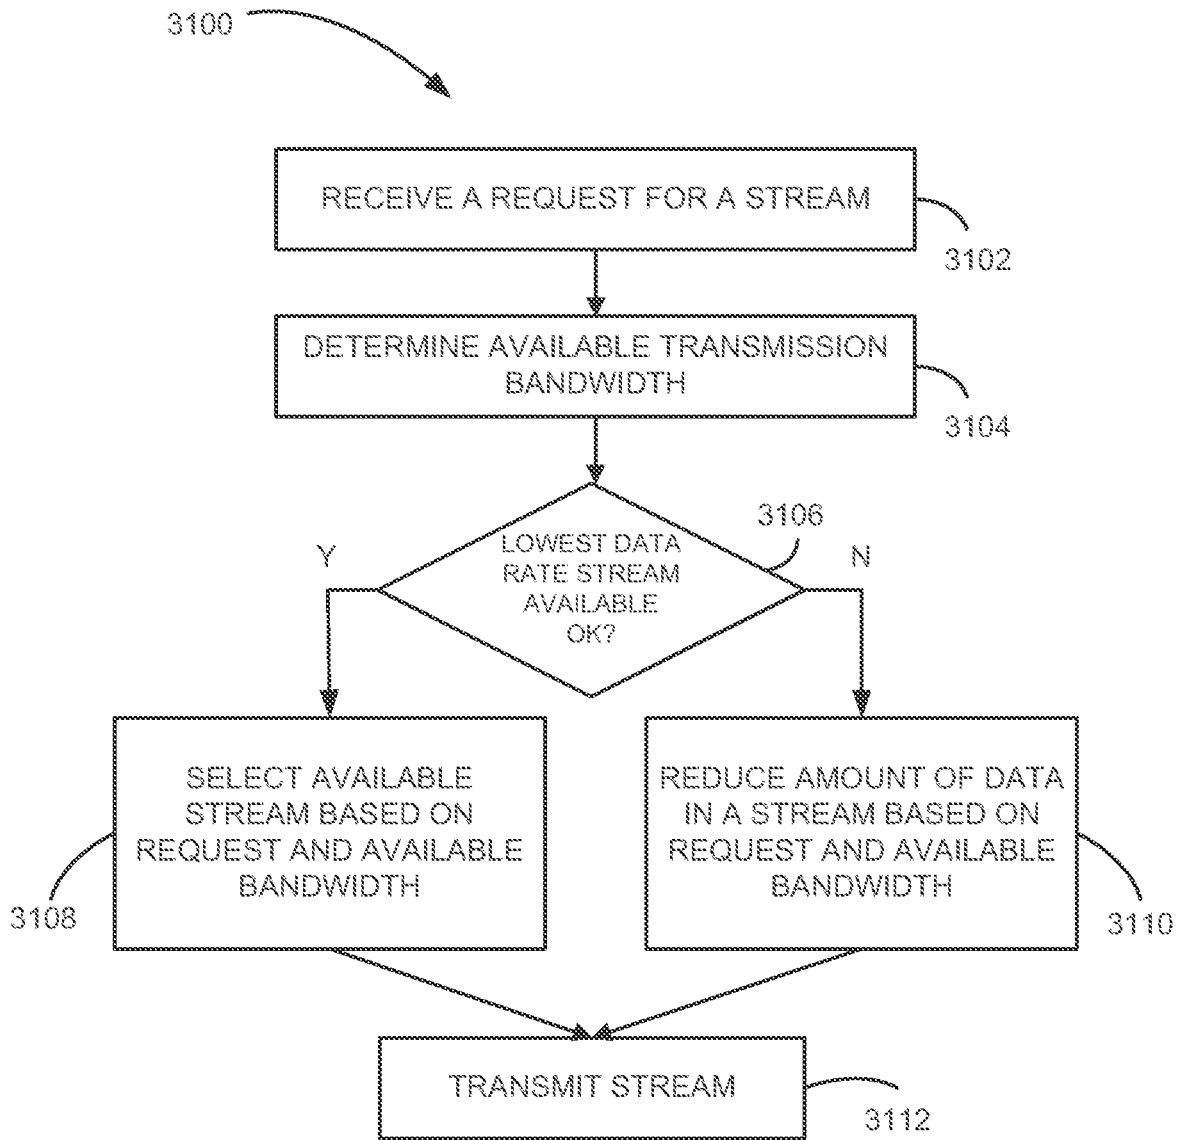 3100
RECEIVE A REQUEST FOR A STREAM
3102
DETERMINE AVAILABLE TRANSMISSION
BANDWIDTH
3104
3106
LOWEST DATA
RATE STREAM
AVAILABLE
OK?
Y
N
SELECT AVAILABLE
STREAM BASED ON
REQUEST AND AVAILABLE
BANDWIDTH
3108
REDUCE AMOUNT OF DATA
IN A STREAM BASED ON
REQUEST AND AVAILABLE
BANDWIDTH
3110
TRANSMIT STREAM
3112